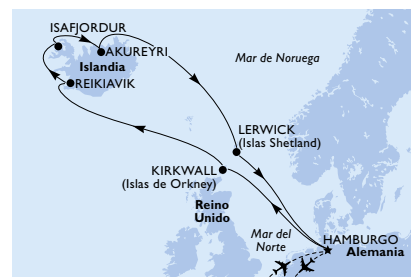 ISAFJORDUR
AKUREYRI
Islandia
REIKIAVIK
Mar de Noruega
LERWICK
(Islas Shetland)
KIRKWALL
(Islas de Orkney)
Reino
Unido
Mar del
Norte
HAMBURGO
Alemania